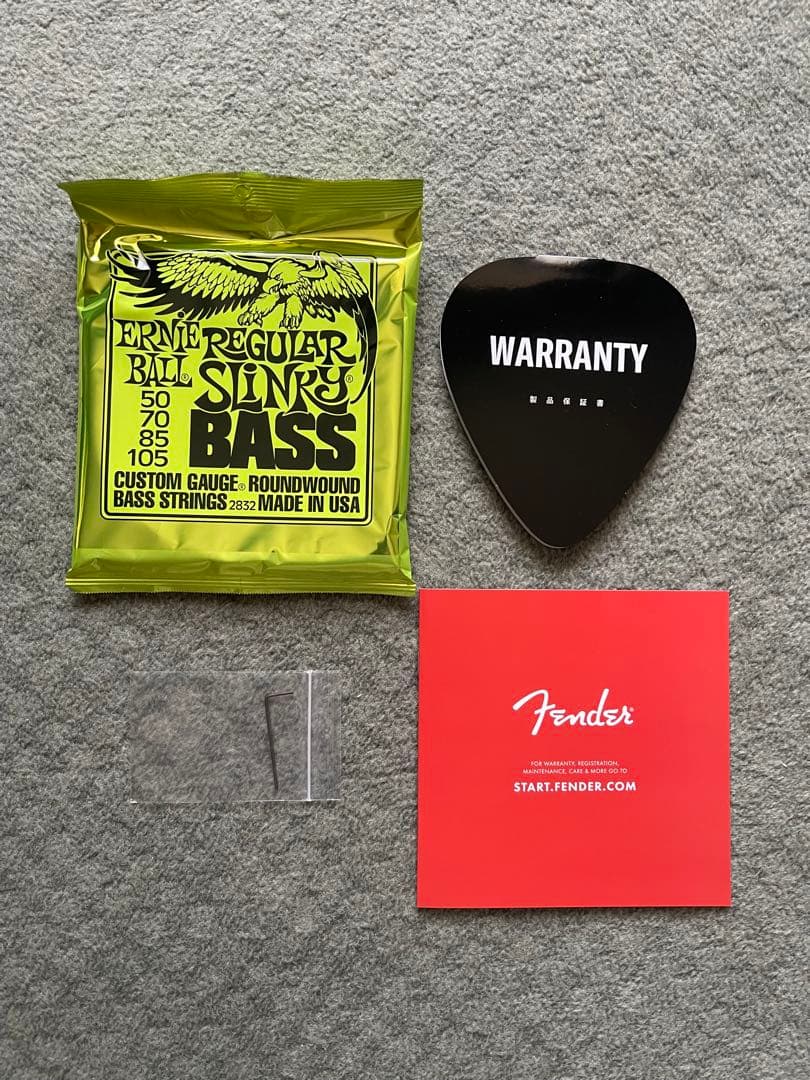 ERNIE BALL®
REGULAR SLINKY®
BASS
50
70
85
105
CUSTOM GAUGE® ROUNDWOUND
BASS STRINGS 2832 MADE IN USA
WARRANTY
製品保証書
Fender®
FOR WARRANTY, REGISTRATION,
MAINTENANCE, CARE & MORE GO TO
START.FENDER.COM